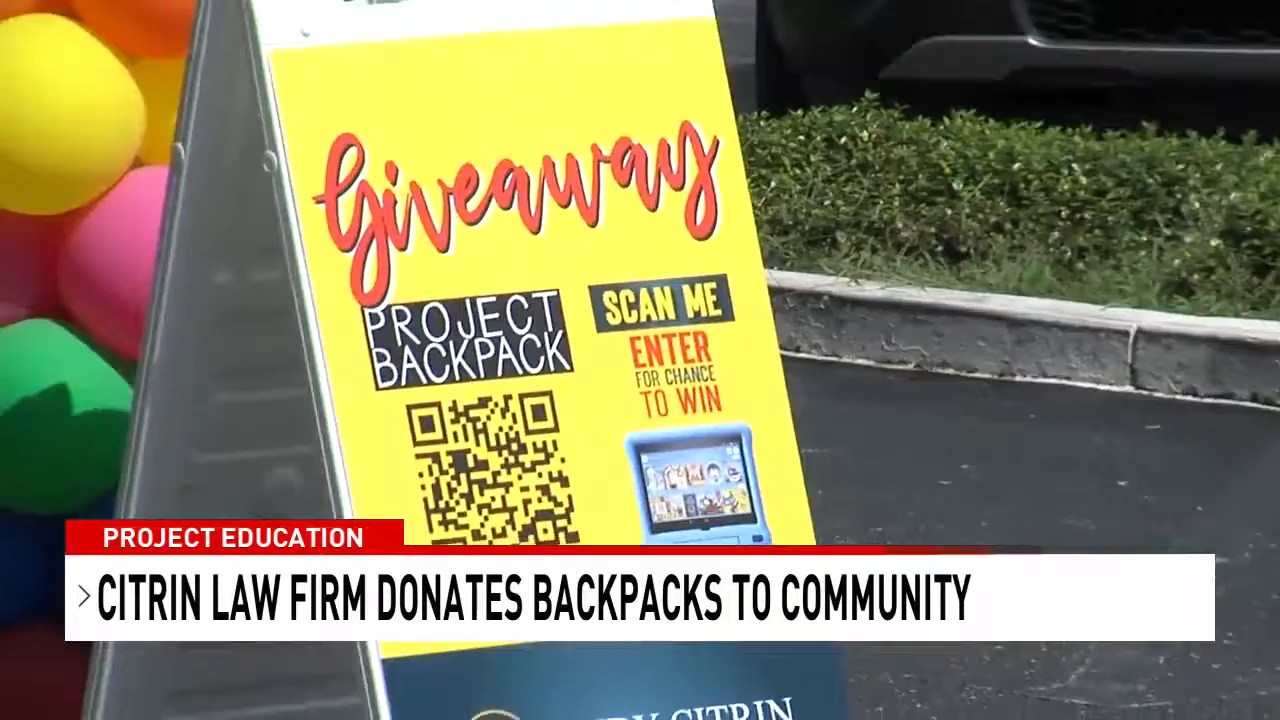 Giveaway
PROJECT
BACKPACK
SCAN ME
ENTER
FOR CHANCE
TO WIN
PROJECT EDUCATION
CITRIN LAW FIRM DONATES BACKPACKS TO COMMUNITY
CITRIN